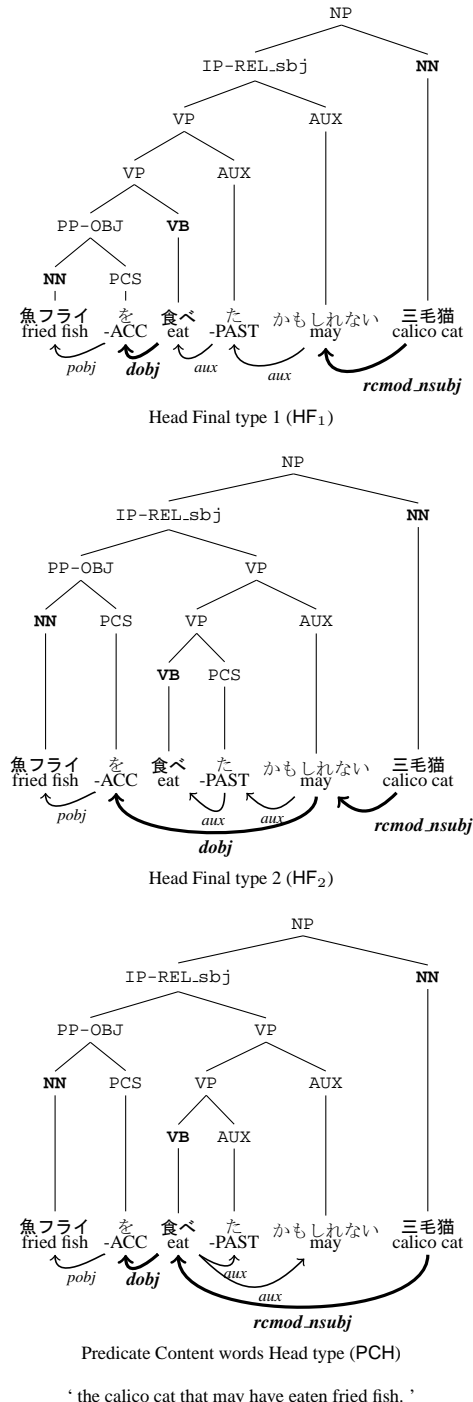 NP
IP-REL_sbj NN
VP AUX
VP AUX
PP-OBJ VB
NN PCS
魚フライ を 食べ た かもしれない 三毛猫
fried fish -ACC eat -PAST may calico cat
pobj dobj aux aux rcmod_nsubj
Head Final type 1 (HF₁)
NP
IP-REL_sbj NN
PP-OBJ VP
NN PCS VP AUX
VB PCS
魚フライ を 食べ た かもしれない 三毛猫
fried fish -ACC eat -PAST may calico cat
pobj aux aux rcmod_nsubj
dobj
Head Final type 2 (HF₂)
NP
IP-REL_sbj NN
PP-OBJ VP
NN PCS VP AUX
VB AUX
魚フライ を 食べ た かもしれない 三毛猫
fried fish -ACC eat -PAST may calico cat
pobj dobj aux
aux
rcmod_nsubj
Predicate Content words Head type (PCH)
‘ the calico cat that may have eaten fried fish. ’